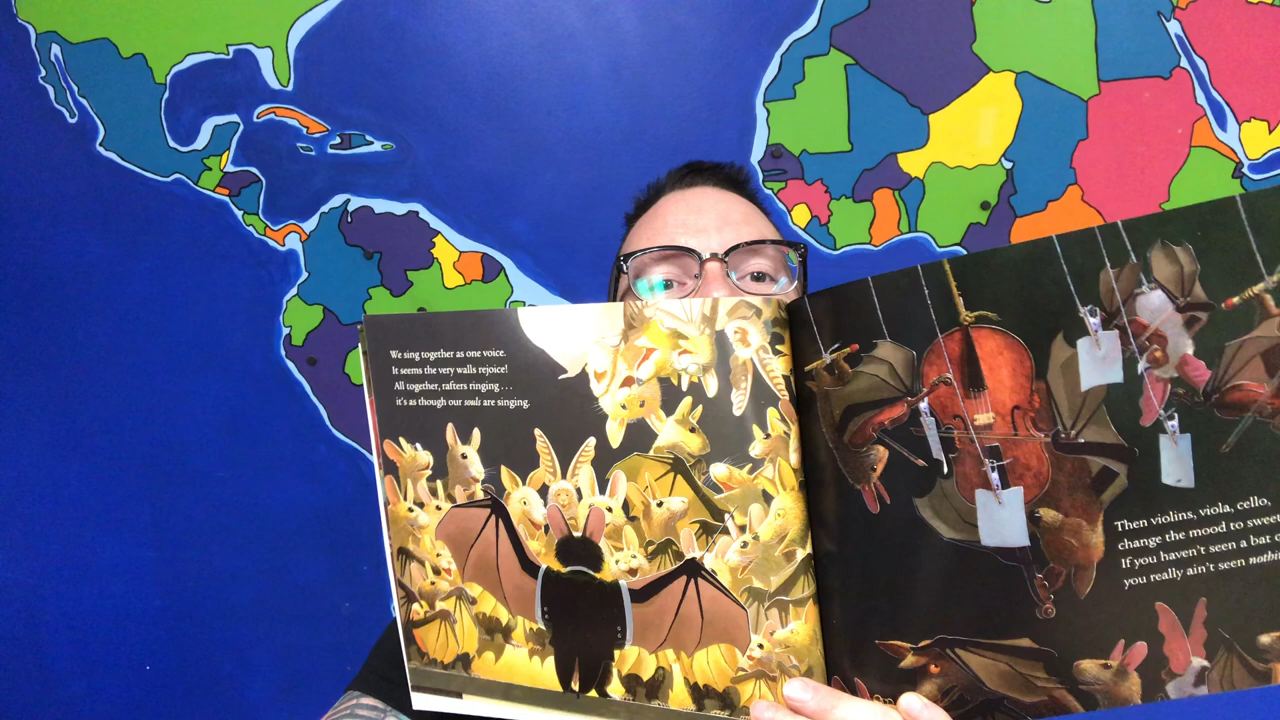 We sing together as one voice.
It seems the very walls rejoice!
All together, rafters ringing . . .
it's as though our souls are singing.
Then violins, viola, cello,
change the mood to
If you haven't seen a bat
you really ain't seen